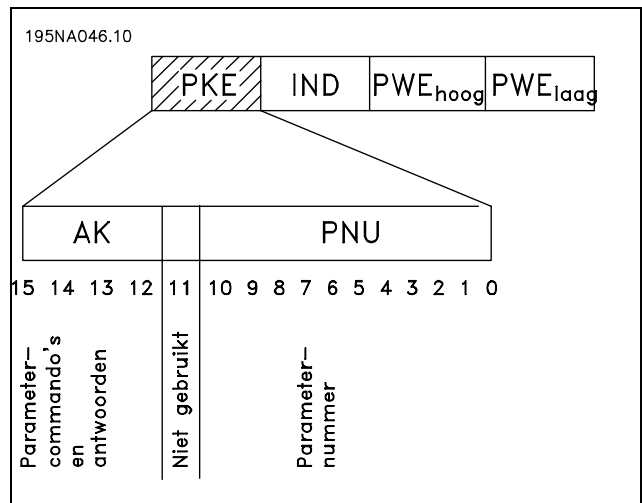 195NA046.10
PKE IND PWEhoog PWElaag
AK PNU
15 14 13 12 11 10 9 8 7 6 5 4 3 2 1 0
Parameter-
commando's
en
antwoorden
Niet gebruikt
Parameter-
nummer